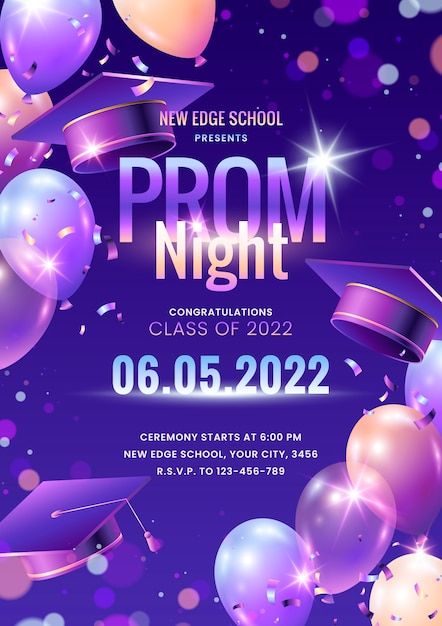 NEW EDGE SCHOOL
PRESENTS
PROM
Night
CONGRATULATIONS
CLASS OF 2022
06.05.2022
CEREMONY STARTS AT 6:00 PM
NEW EDGE SCHOOL, YOUR CITY, 3456
R.S.V.P. TO 123-456-789